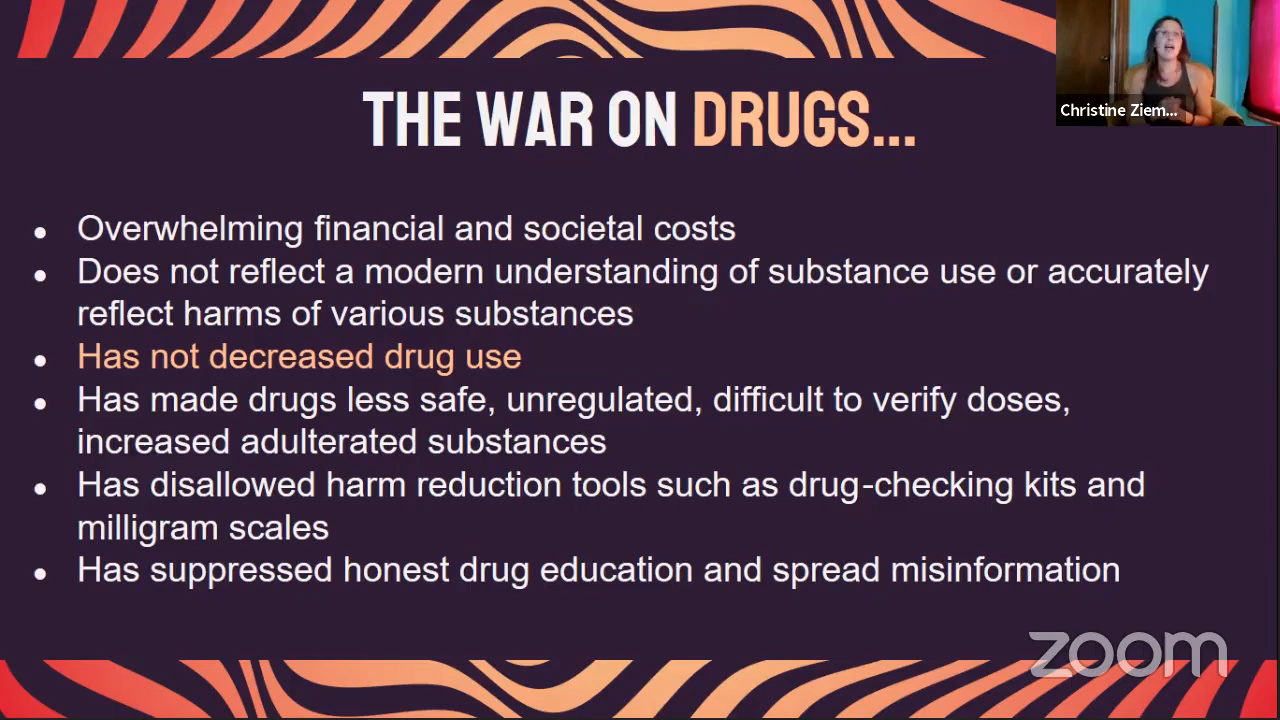 THE WAR ON DRUGS...
Christine Ziem...
● Overwhelming financial and societal costs
● Does not reflect a modern understanding of substance use or accurately
reflect harms of various substances
● Has not decreased drug use
● Has made drugs less safe, unregulated, difficult to verify doses,
increased adulterated substances
● Has disallowed harm reduction tools such as drug-checking kits and
milligram scales
● Has suppressed honest drug education and spread misinformation
zoom